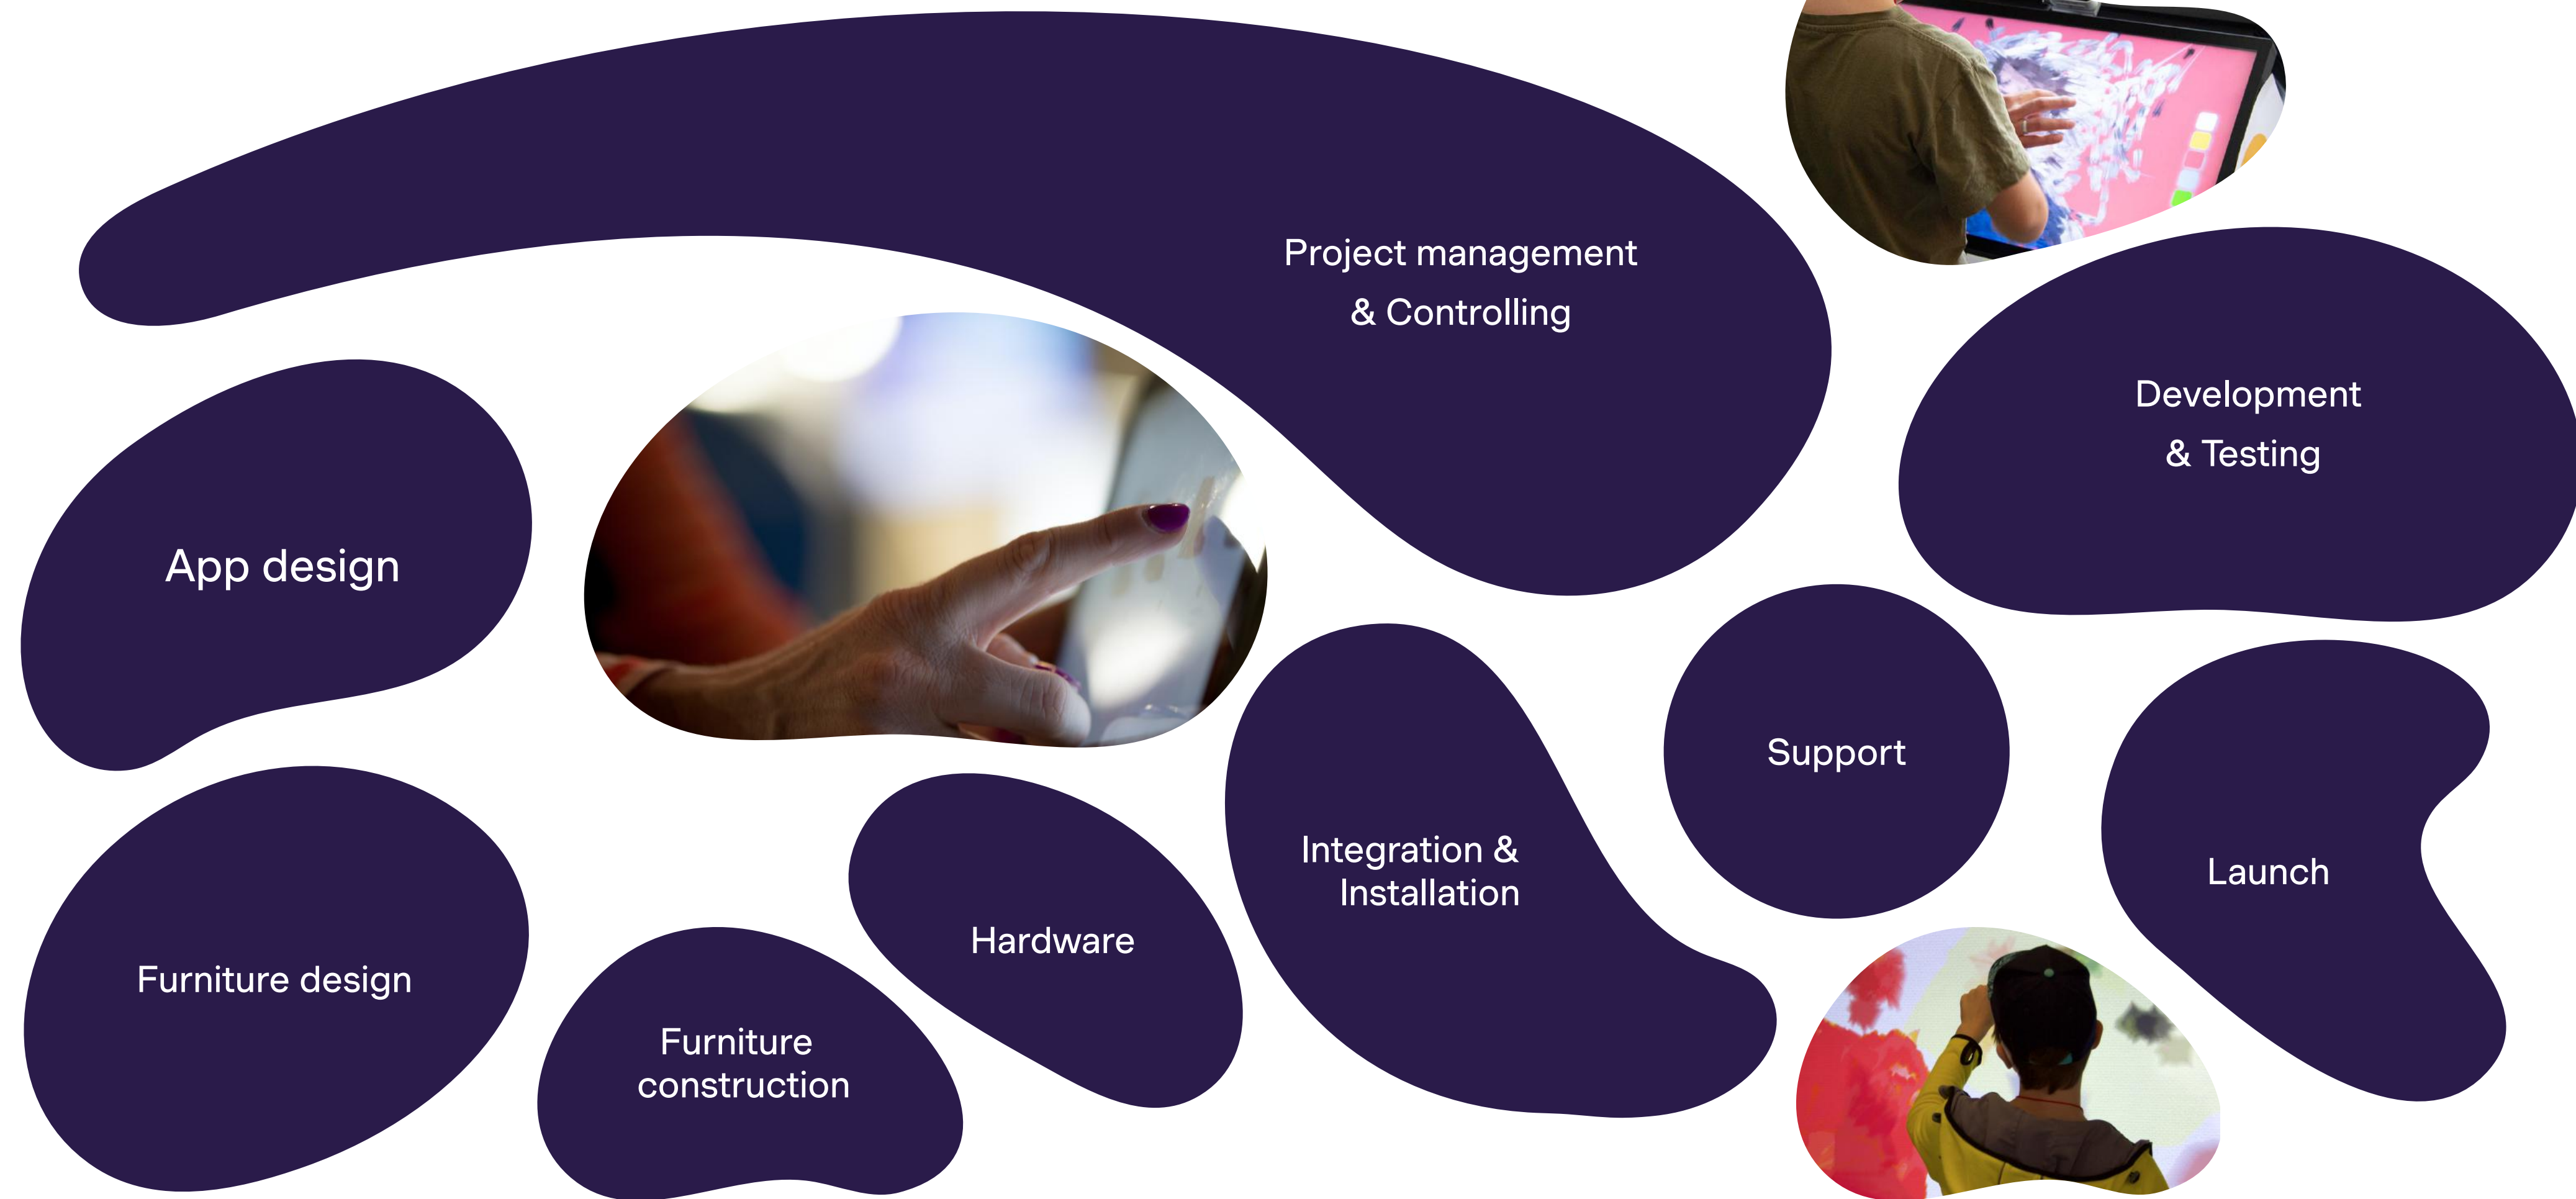 Project management
& Controlling
Development
& Testing
App design
Support
Integration &
Installation
Launch
Hardware
Furniture design
Furniture
construction